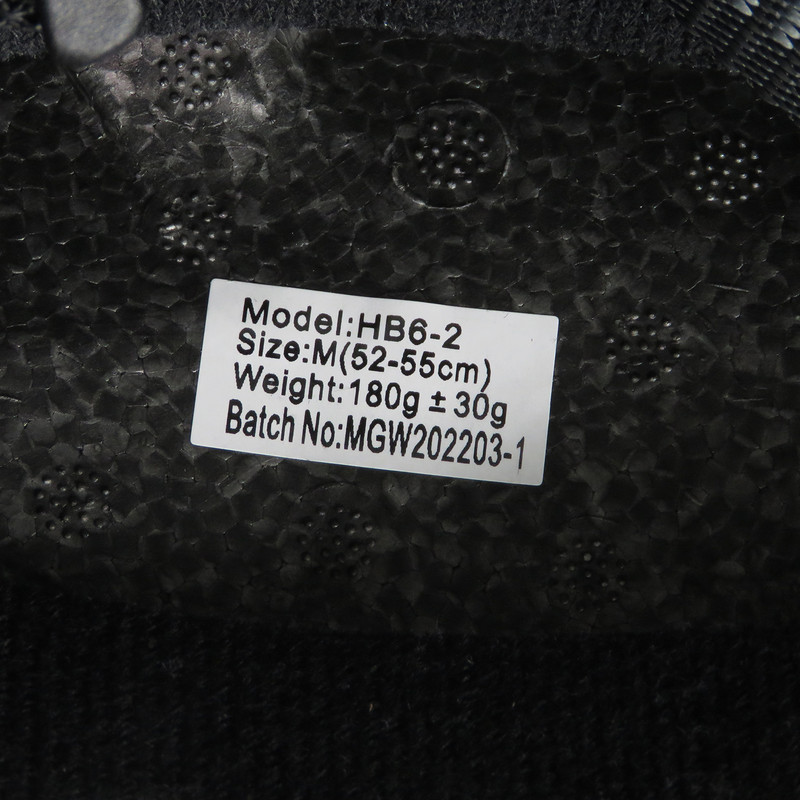 Model:HB6-2
Size:M(52-55cm)
Weight:180g ± 30g
Batch No:MGW202203-1